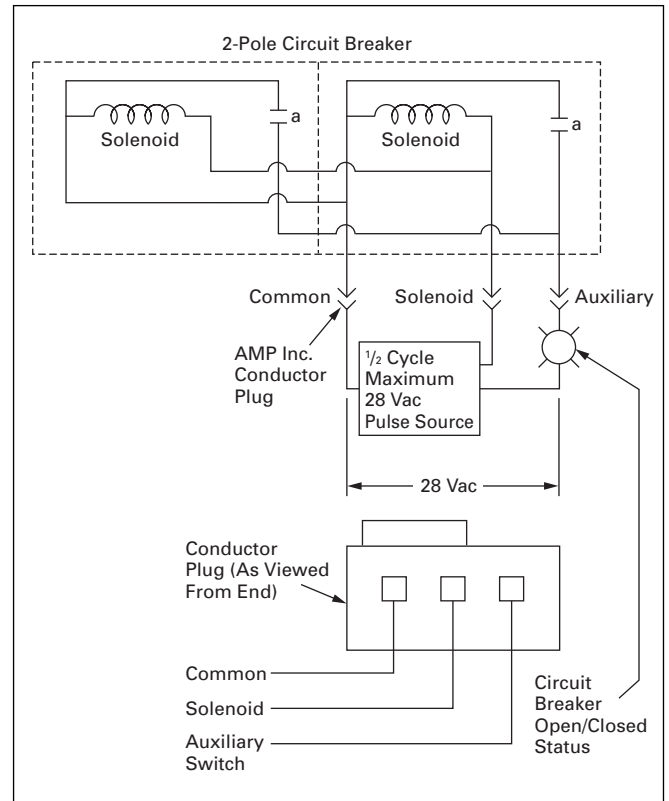 2-Pole Circuit Breaker
a
Solenoid
a
Solenoid
Common
Solenoid
Auxiliary
AMP Inc.
Conductor
Plug
1/2 Cycle
Maximum
28 Vac
Pulse Source
28 Vac
Conductor
Plug (As Viewed
From End)
Common
Solenoid
Auxiliary
Switch
Circuit
Breaker
Open/Closed
Status